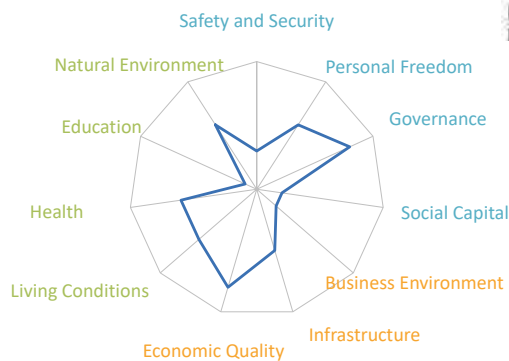 Safety and Security
Natural Environment
Personal Freedom
Education
Governance
Health
Social Capital
Living Conditions
Business Environment
Infrastructure
Economic Quality